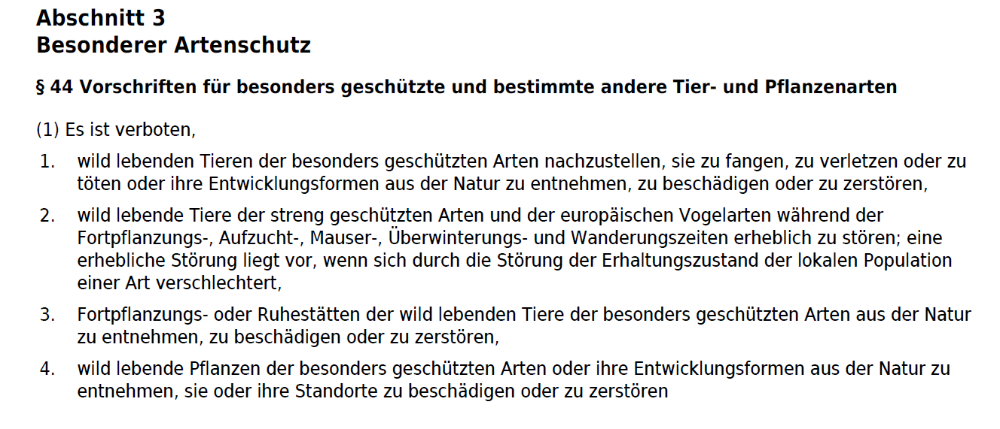 Abschnitt 3
Besonderer Artenschutz
§ 44 Vorschriften für besonders geschützte und bestimmte andere Tier- und Pflanzenarten
(1) Es ist verboten,
1. wild lebenden Tieren der besonders geschützten Arten nachzustellen, sie zu fangen, zu verletzen oder zu
töten oder ihre Entwicklungsformen aus der Natur zu entnehmen, zu beschädigen oder zu zerstören,
2. wild lebende Tiere der streng geschützten Arten und der europäischen Vogelarten während der
Fortpflanzungs-, Aufzucht-, Mauser-, Überwinterungs- und Wanderungszeiten erheblich zu stören; eine
erhebliche Störung liegt vor, wenn sich durch die Störung der Erhaltungszustand der lokalen Population
einer Art verschlechtert,
3. Fortpflanzungs- oder Ruhestätten der wild lebenden Tiere der besonders geschützten Arten aus der Natur
zu entnehmen, zu beschädigen oder zu zerstören,
4. wild lebende Pflanzen der besonders geschützten Arten oder ihre Entwicklungsformen aus der Natur zu
entnehmen, sie oder ihre Standorte zu beschädigen oder zu zerstören